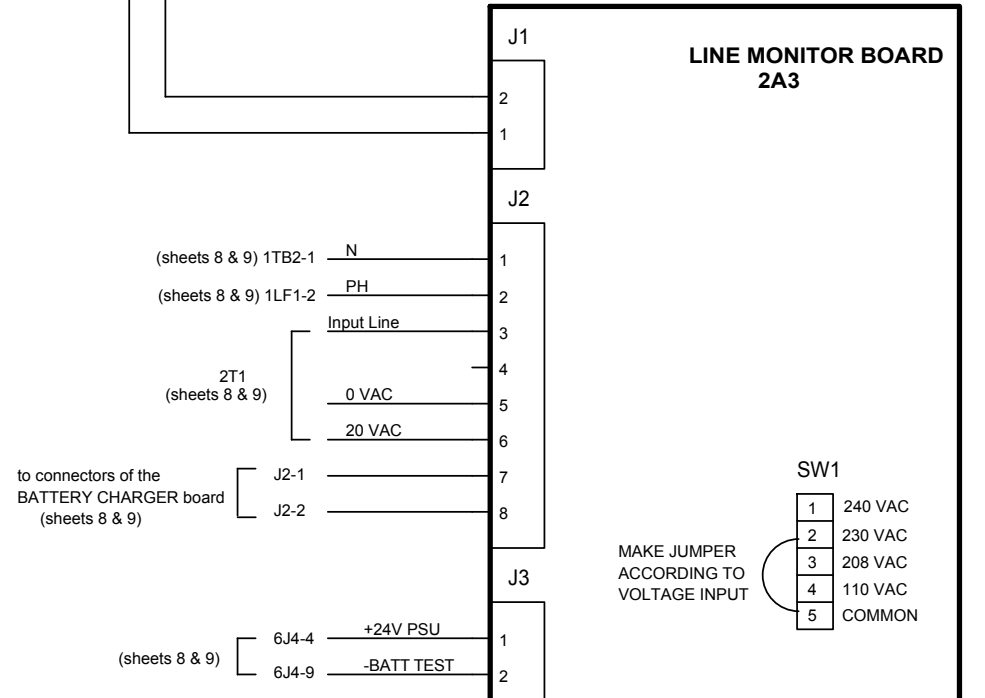 J1
LINE MONITOR BOARD
2A3
2
1
J2
(sheets 8 & 9) 1TB2-1 N 1
(sheets 8 & 9) 1LF1-2 PH 2
Input Line 3
4
2T1
(sheets 8 & 9)
0 VAC 5
20 VAC 6
to connectors of the
BATTERY CHARGER board
(sheets 8 & 9)
J2-1 7
J2-2 8
SW1
1 240 VAC
2 230 VAC
3 208 VAC
4 110 VAC
5 COMMON
MAKE JUMPER
ACCORDING TO
VOLTAGE INPUT
J3
(sheets 8 & 9)
6J4-4 +24V PSU 1
6J4-9 -BATT TEST 2